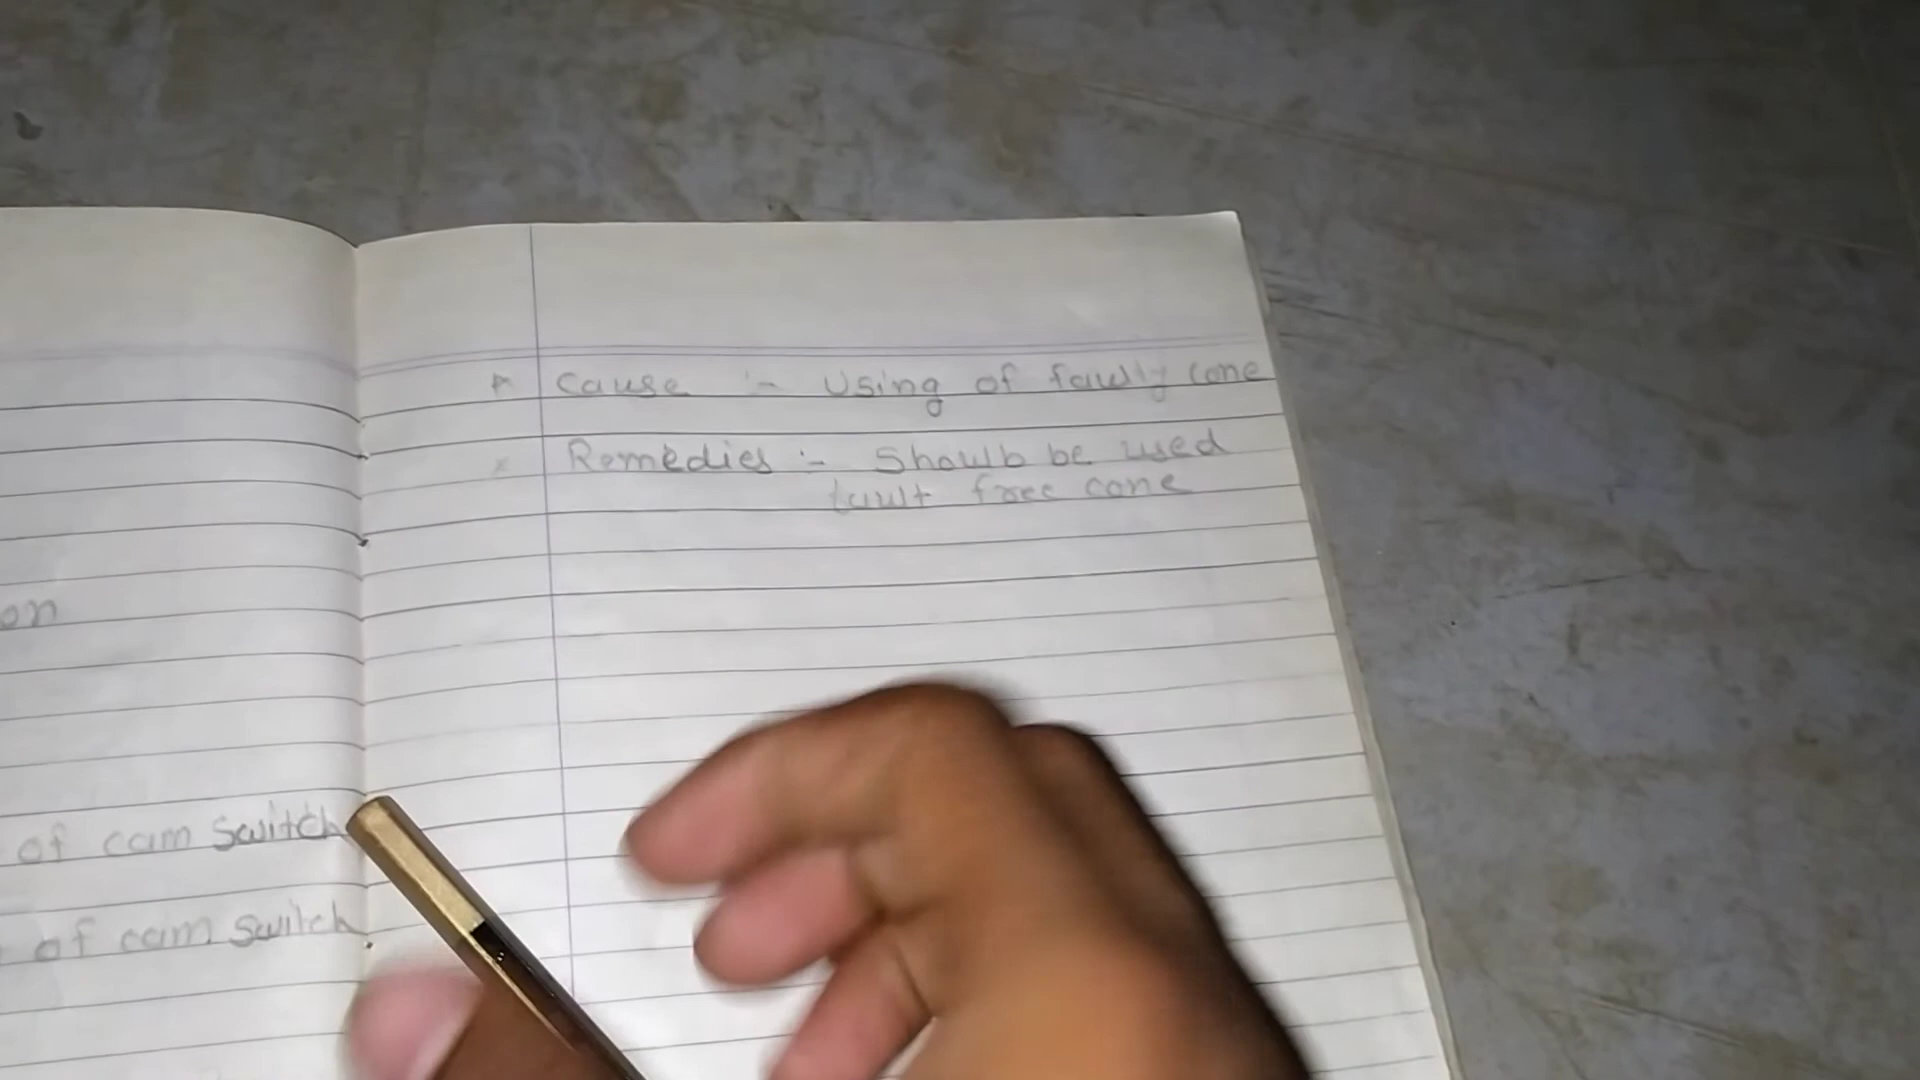 on
of cam switch
of cam switch
Cause :- Using of faulty cone
Remedies :- Shoulb be used
fault free cone